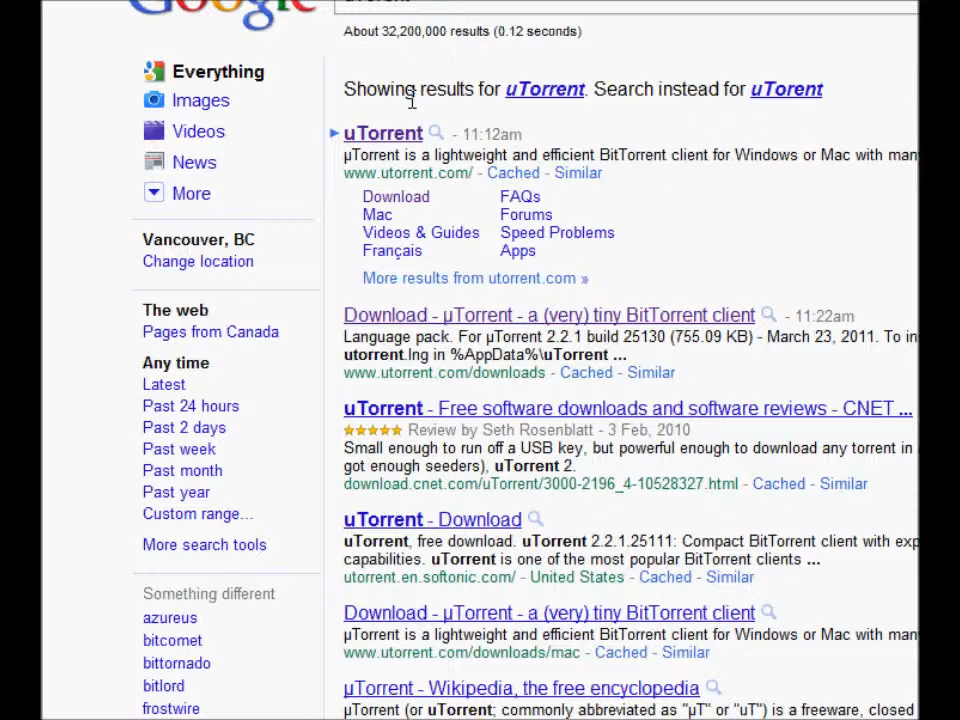 Google
About 32,200,000 results (0.12 seconds)
Everything
Images
Videos
News
More
Vancouver, BC
Change location
The web
Pages from Canada
Any time
Latest
Past 24 hours
Past 2 days
Past week
Past month
Past year
Custom range...
More search tools
Something different
azureus
bitcomet
bittornado
bitlord
frostwire
Showing results for uTorrent. Search instead for uTorent
uTorrent - 11:12am
µTorrent is a lightweight and efficient BitTorrent client for Windows or Mac with man
www.utorrent.com/ - Cached - Similar
Download FAQs
Mac Forums
Videos & Guides Speed Problems
Français Apps
More results from utorrent.com »
Download - µTorrent - a (very) tiny BitTorrent client - 11:22am
Language pack. For µTorrent 2.2.1 build 25130 (755.09 KB) - March 23, 2011. To in
utorrent.lng in %AppData%\uTorrent ...
www.utorrent.com/downloads - Cached - Similar
uTorrent - Free software downloads and software reviews - CNET ...
Review by Seth Rosenblatt - 3 Feb, 2010
Small enough to run off a USB key, but powerful enough to download any torrent in
got enough seeders), uTorrent 2.
download.cnet.com/uTorrent/3000-2196_4-10528327.html - Cached - Similar
uTorrent - Download
uTorrent, free download. uTorrent 2.2.1.25111: Compact BitTorrent client with exp
capabilities. uTorrent is one of the most popular BitTorrent clients ...
utorrent.en.softonic.com/ - United States - Cached - Similar
Download - µTorrent - a (very) tiny BitTorrent client
µTorrent is a lightweight and efficient BitTorrent client for Windows or Mac with man
www.utorrent.com/downloads/mac - Cached - Similar
µTorrent - Wikipedia, the free encyclopedia
µTorrent (or uTorrent; commonly abbreviated as "µT" or "uT") is a freeware, closed